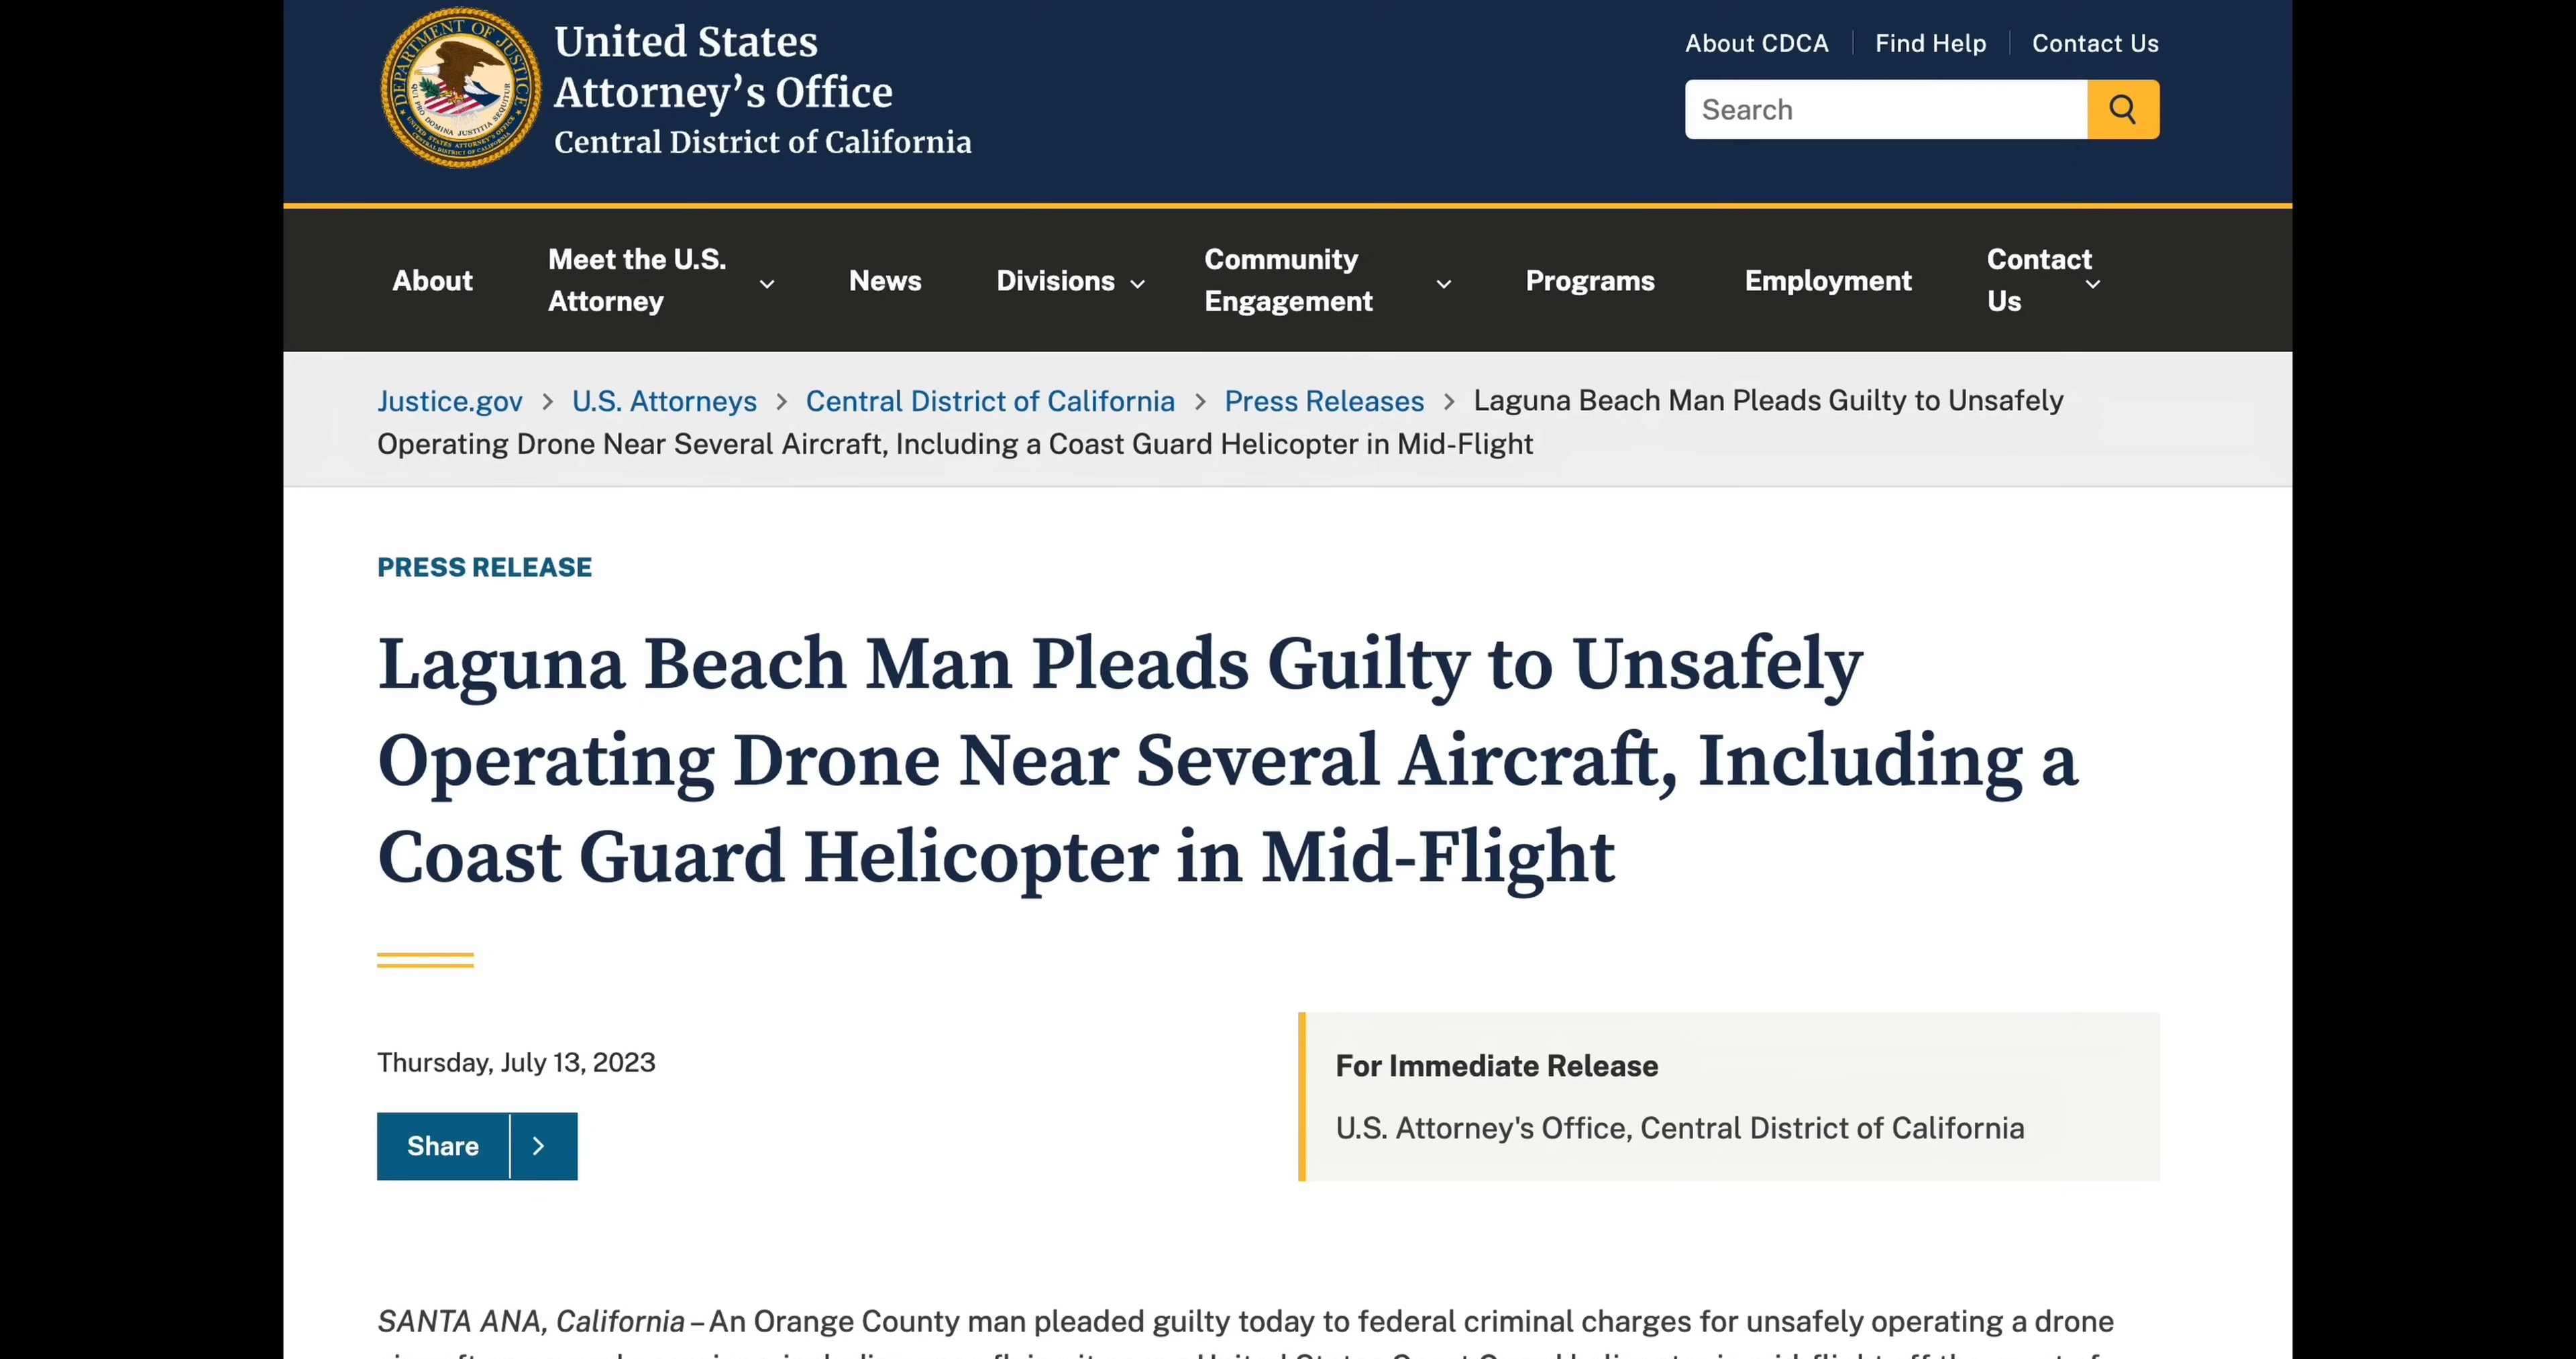 United States
Attorney’s Office
Central District of California
About CDCA
Find Help
Contact Us
Search
About
Meet the U.S.
Attorney
News
Divisions
Community
Engagement
Programs
Employment
Contact
Us
Justice.gov > U.S. Attorneys > Central District of California > Press Releases > Laguna Beach Man Pleads Guilty to Unsafely
Operating Drone Near Several Aircraft, Including a Coast Guard Helicopter in Mid-Flight
PRESS RELEASE
Laguna Beach Man Pleads Guilty to Unsafely
Operating Drone Near Several Aircraft, Including a
Coast Guard Helicopter in Mid-Flight
Thursday, July 13, 2023
Share
For Immediate Release
U.S. Attorney's Office, Central District of California
SANTA ANA, California – An Orange County man pleaded guilty today to federal criminal charges for unsafely operating a drone